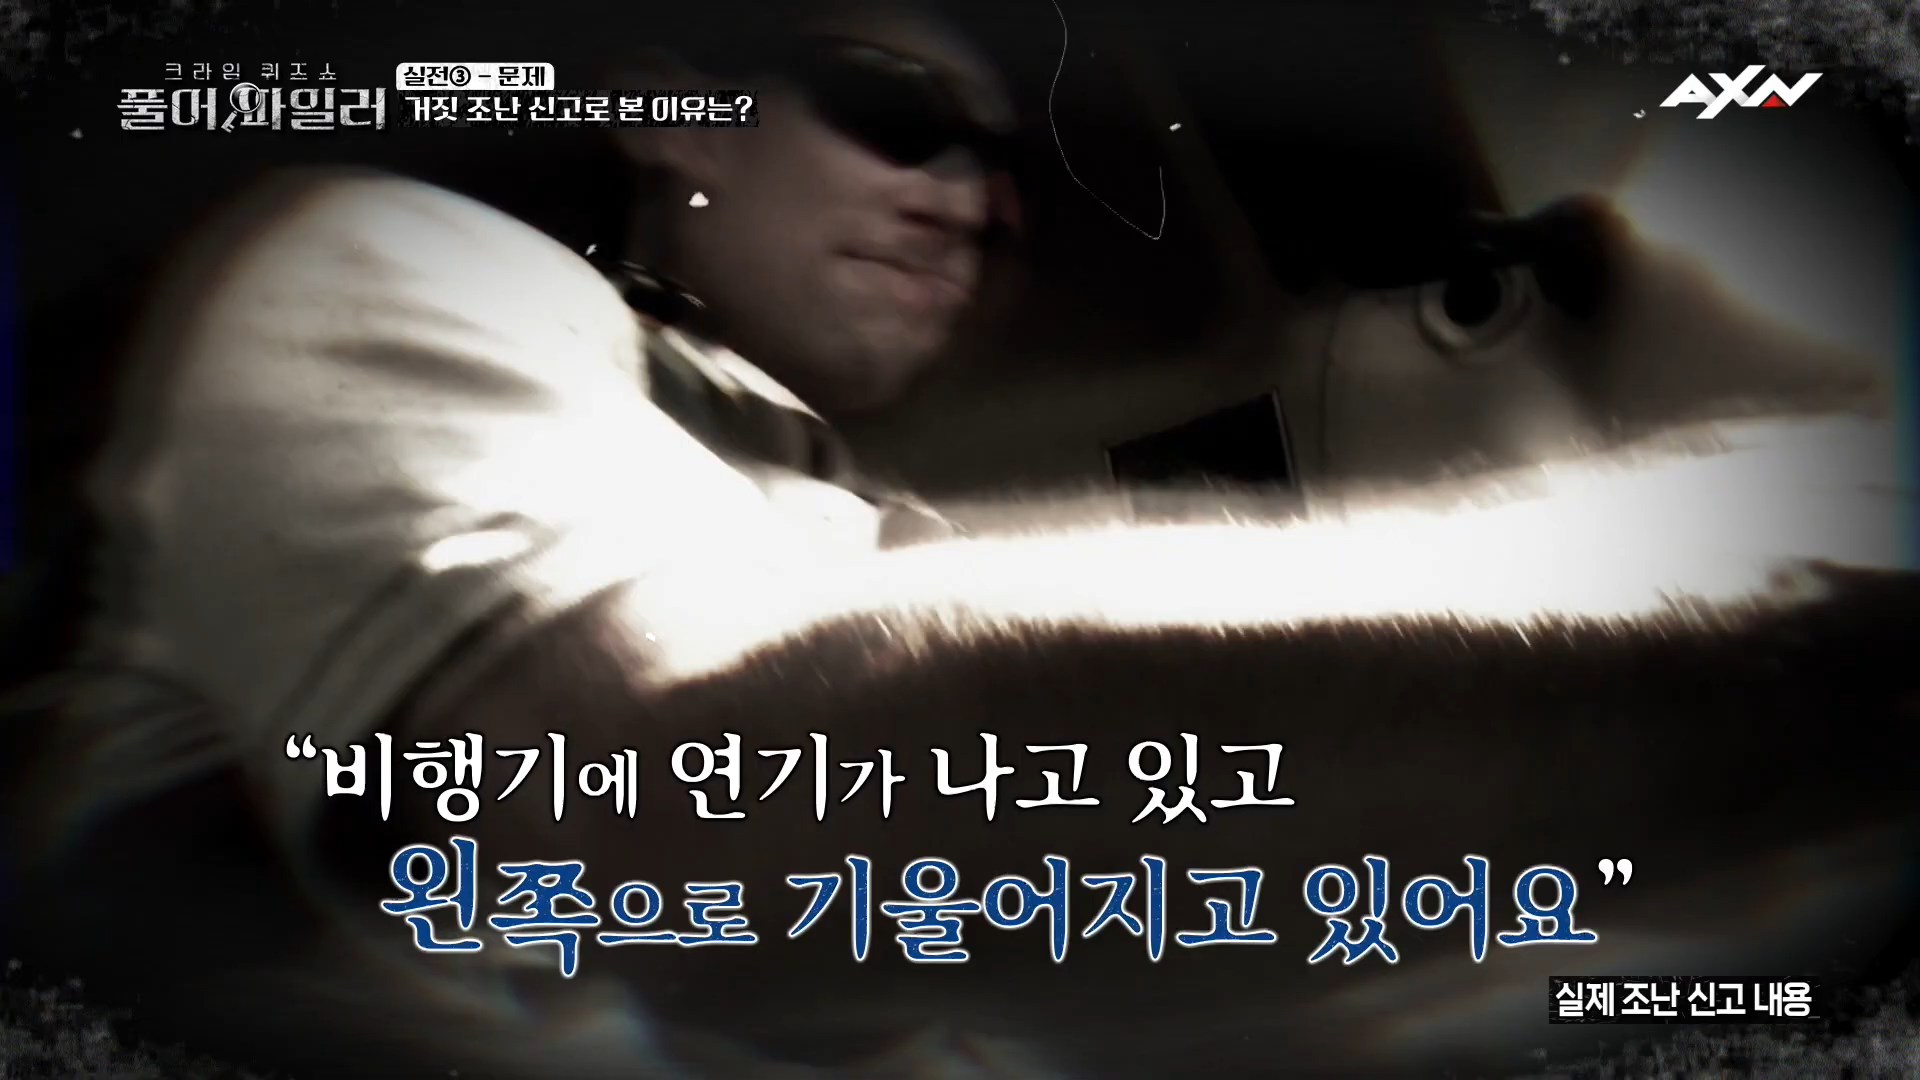 크라임 퀴즈쇼
풀어파일러
실전③ - 문제
거짓 조난 신고로 본 이유는?
AXN
“비행기에 연기가 나고 있고
왼쪽으로 기울어지고 있어요”
실제 조난 신고 내용